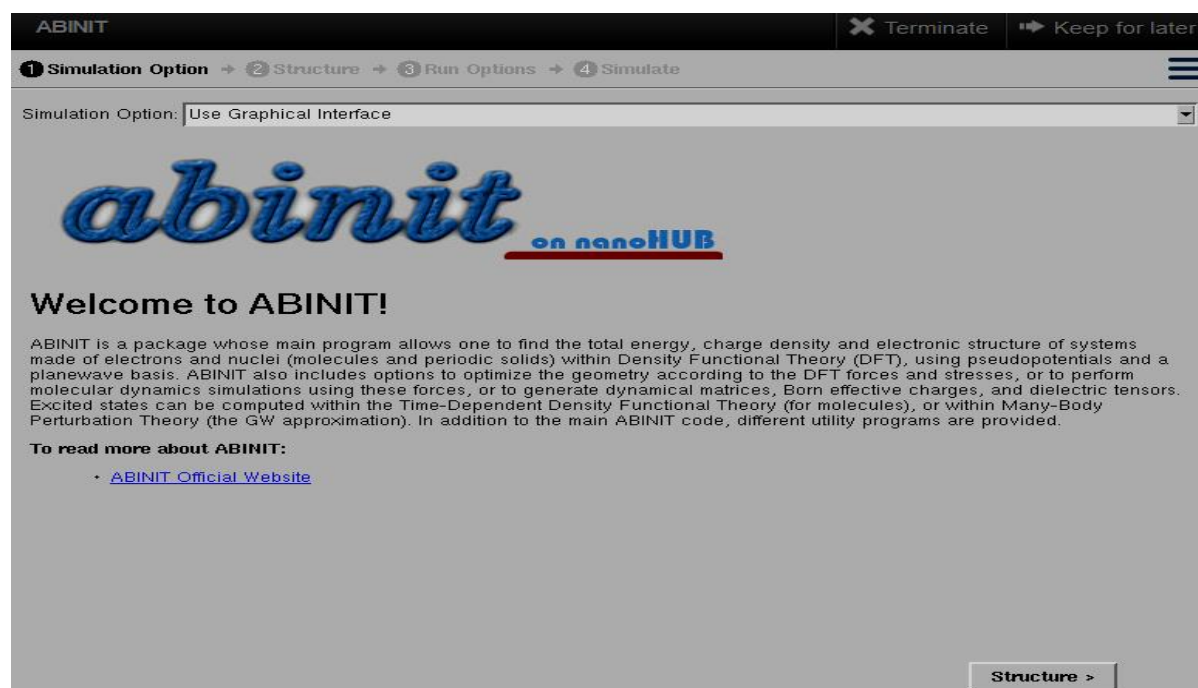 ABINIT
Terminate
Keep for later
1 Simulation Option → 2 Structure → 3 Run Options → 4 Simulate
Simulation Option: Use Graphical Interface
abinit
on nanoHUB
Welcome to ABINIT!
ABINIT is a package whose main program allows one to find the total energy, charge density and electronic structure of systems
made of electrons and nuclei (molecules and periodic solids) within Density Functional Theory (DFT), using pseudopotentials and a
planewave basis. ABINIT also includes options to optimize the geometry according to the DFT forces and stresses, or to perform
molecular dynamics simulations using these forces, or to generate dynamical matrices, Born effective charges, and dielectric tensors.
Excited states can be computed within the Time-Dependent Density Functional Theory (for molecules), or within Many-Body
Perturbation Theory (the GW approximation). In addition to the main ABINIT code, different utility programs are provided.
To read more about ABINIT:
• ABINIT Official Website
Structure >